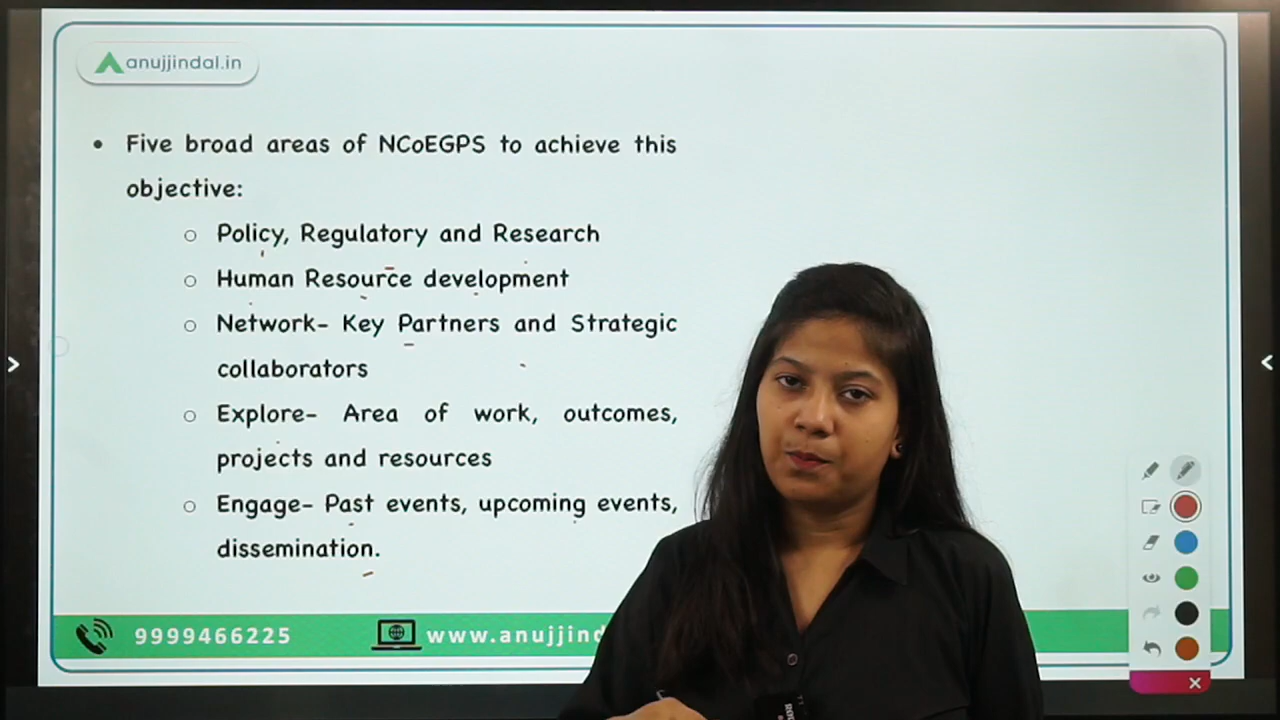 anujjindal.in
Five broad areas of NCoEGPS to achieve this
objective:
Policy, Regulatory and Research
Human Resource development
Network- Key Partners and Strategic
collaborators
Explore- Area of work, outcomes,
projects and resources
Engage- Past events, upcoming events,
dissemination.
9999466225
www.anujjind